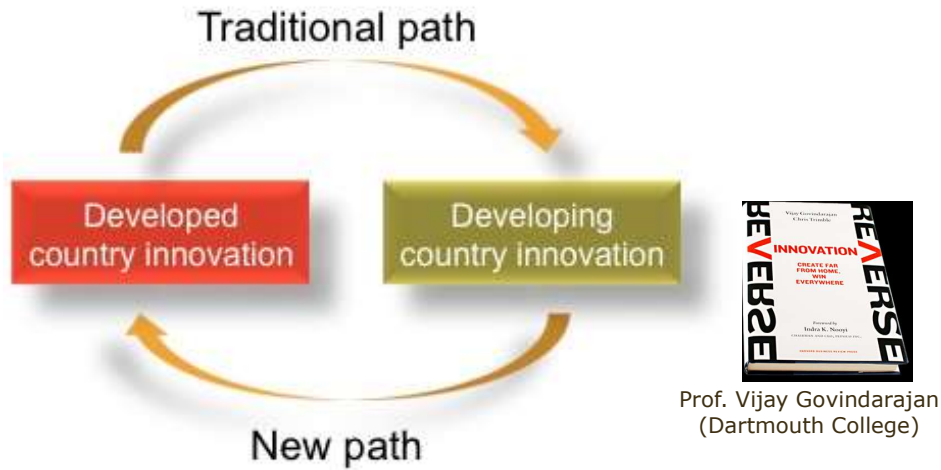 Traditional path
Developed
country innovation
Developing
country innovation
New path
Vijay Govindarajan
Chris Trimble
REVERSE
INNOVATION
CREATE FAR
FROM HOME,
WIN
EVERYWHERE
REVERSE
Foreword by
Indra K. Nooyi
Prof. Vijay Govindarajan
(Dartmouth College)